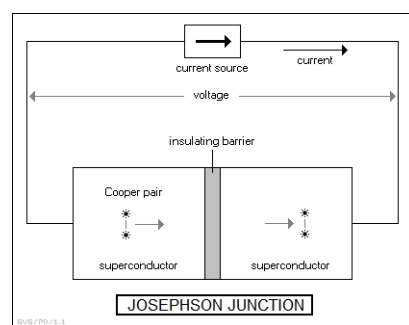 current source
current
voltage
insulating barrier
Cooper pair
superconductor
superconductor
JOSEPHSON JUNCTION